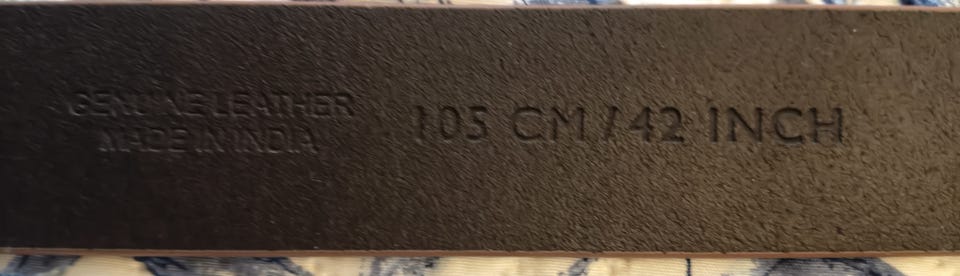 GENUINE LEATHER
MADE IN INDIA
105 CM / 42 INCH